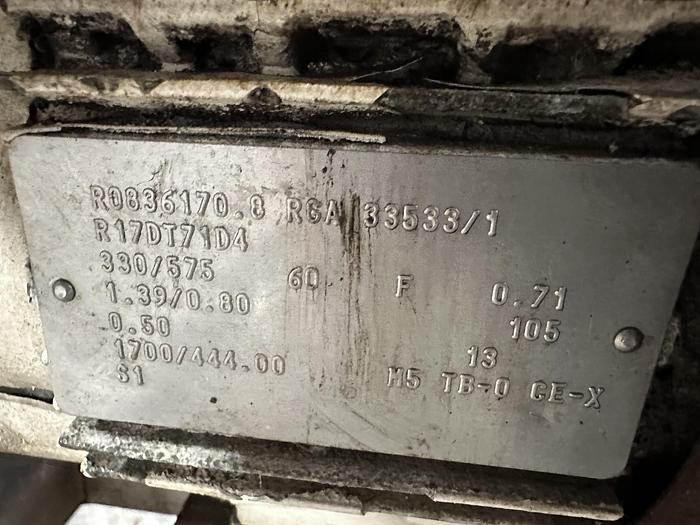 R0836170.8 RGA 33533/1
R17DT71D4
330/575 60 F 0.71
1.39/0.80 105
0.50
1700/444.00 13
S1 M5 TB-0 CE-X